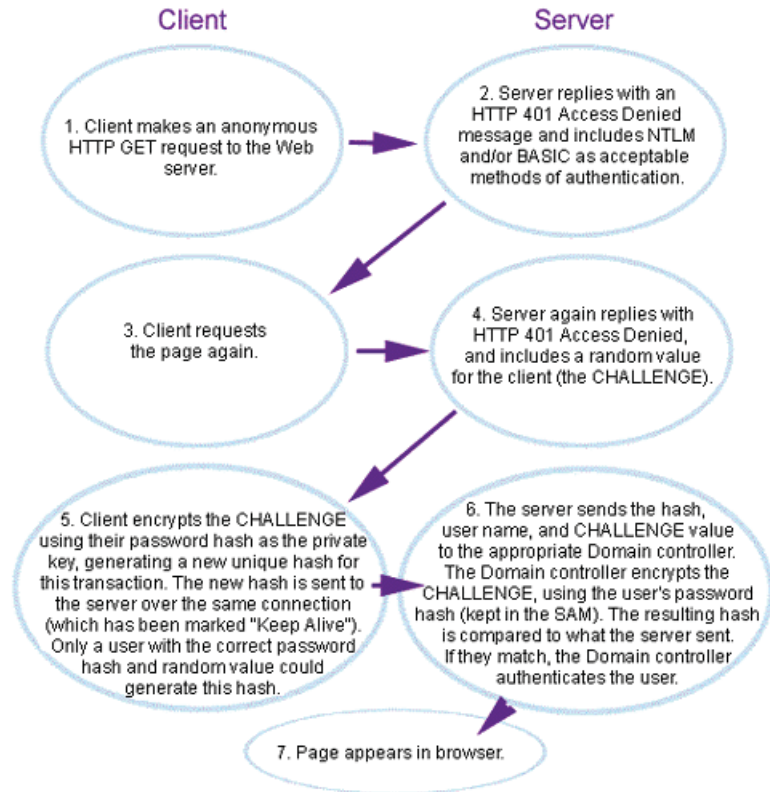 Client
Server
1. Client makes an anonymous
HTTP GET request to the Web
server.
2. Server replies with an
HTTP 401 Access Denied
message and includes NTLM
and/or BASIC as acceptable
methods of authentication.
3. Client requests
the page again.
4. Server again replies with
HTTP 401 Access Denied,
and includes a random value
for the client (the CHALLENGE).
5. Client encrypts the CHALLENGE
using their password hash as the private
key, generating a new unique hash for
this transaction. The new hash is sent to
the server over the same connection
(which has been marked "Keep Alive").
Only a user with the correct password
hash and random value could
generate this hash.
6. The server sends the hash,
user name, and CHALLENGE value
to the appropriate Domain controller.
The Domain controller encrypts the
CHALLENGE, using the user's password
hash (kept in the SAM). The resulting hash
is compared to what the server sent.
If they match, the Domain controller
authenticates the user.
7. Page appears in browser.